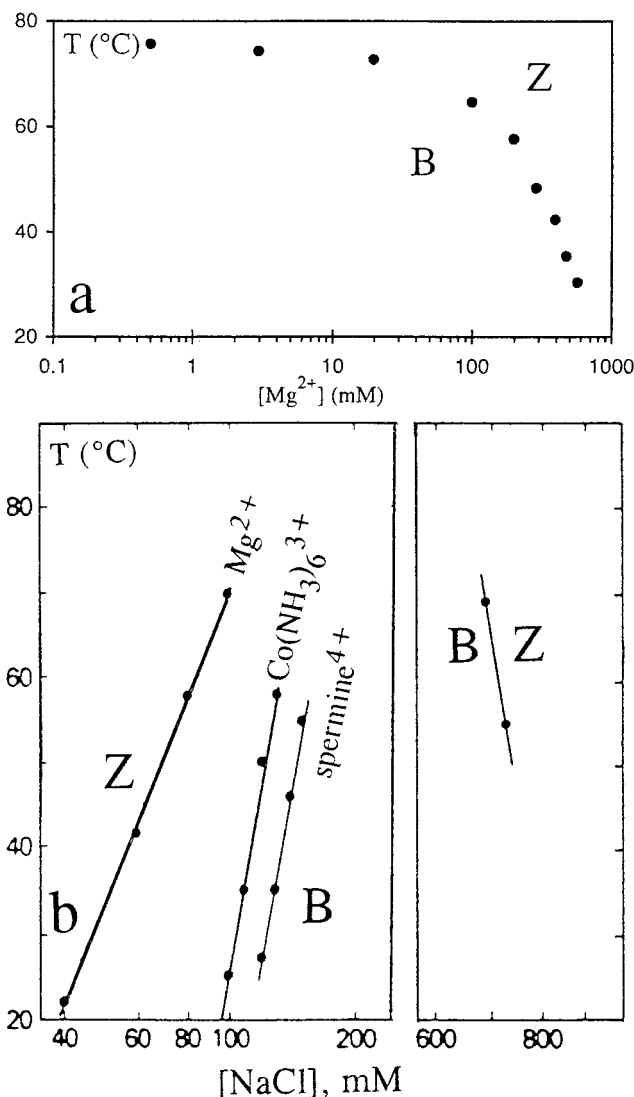 80
T (°C)
Z
60
B
40
a
20
0.1 1 10 100 1000
[Mg²⁺] (mM)
T (°C)
80
Mg²⁺
Co(NH₃)₆³⁺
spermine⁴⁺
60
B Z
Z
40
b
B
20
40 60 80 100 200 600 800
[NaCl], mM